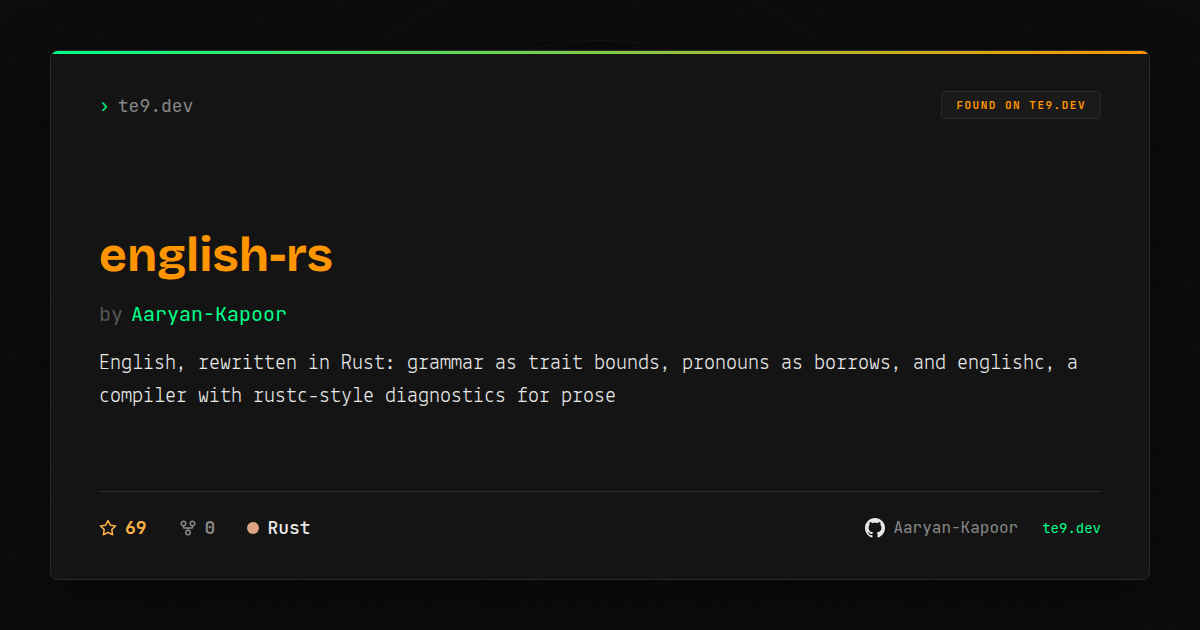 › te9.dev
FOUND ON TE9.DEV
english-rs
by Aaryan-Kapoor
English, rewritten in Rust: grammar as trait bounds, pronouns as borrows, and englishc, a
compiler with rustc-style diagnostics for prose
69 0 Rust
Aaryan-Kapoor te9.dev